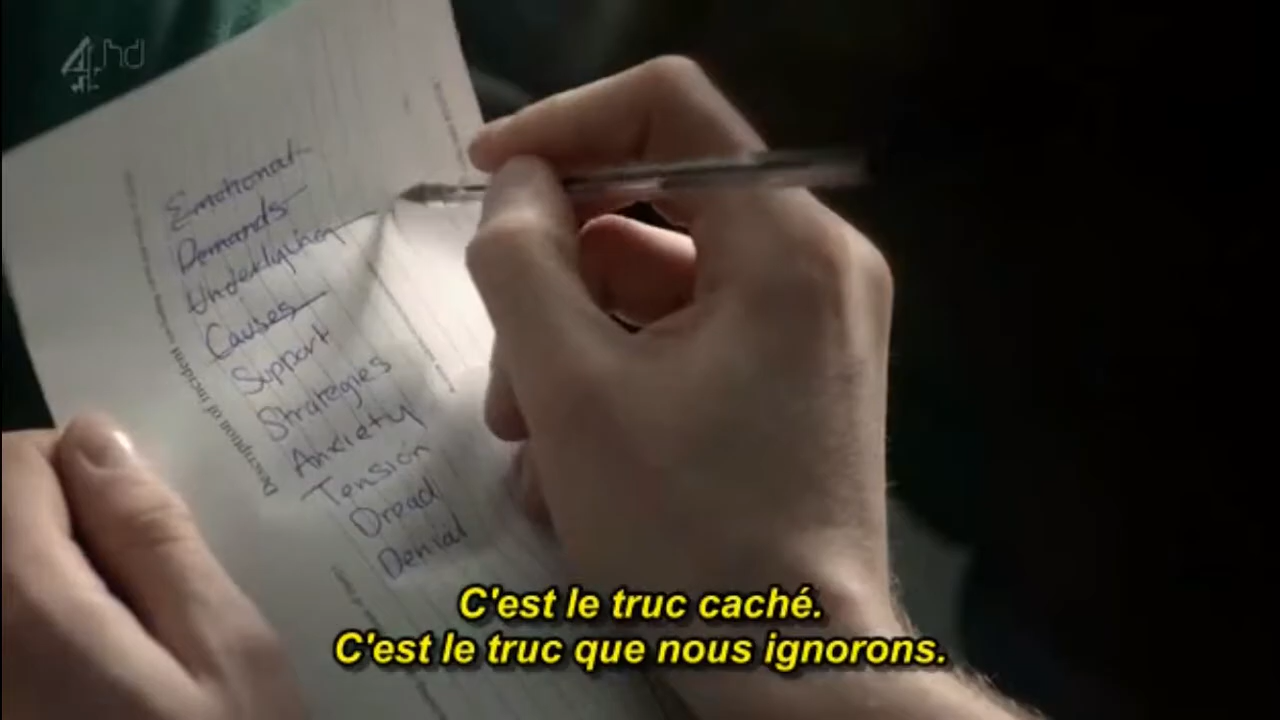 4hd
Emotional
Demands
Underlying
Causes
Support
Strategies
Anxiety
Tension
Dread
Denial
Description of incident
C'est le truc caché.
C'est le truc que nous ignorons.